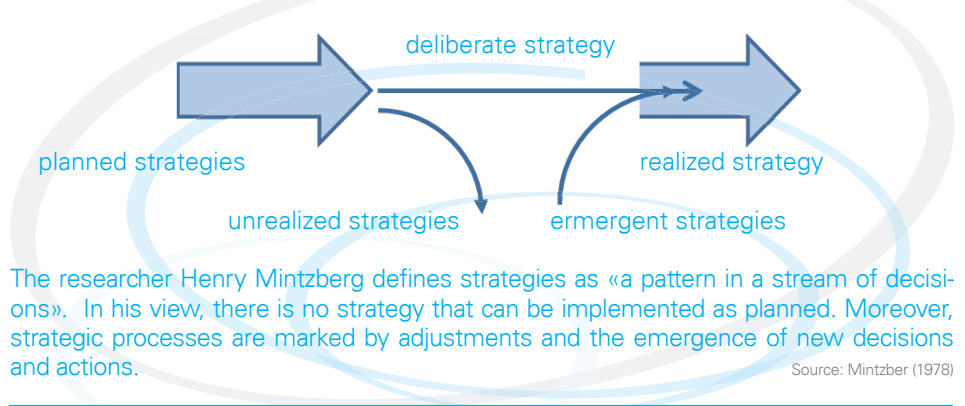 deliberate strategy
planned strategies
realized strategy
unrealized strategies
ermergent strategies
The researcher Henry Mintzberg defines strategies as «a pattern in a stream of decisi-
ons». In his view, there is no strategy that can be implemented as planned. Moreover,
strategic processes are marked by adjustments and the emergence of new decisions
and actions.
Source: Mintzber (1978)